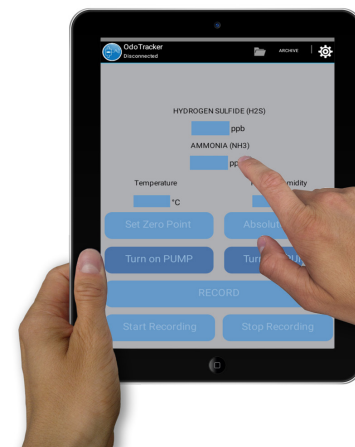 OdoTracker
Disconnected
ARCHIVE
HYDROGEN SULFIDE (H2S)
ppb
AMMONIA (NH3)
Temperature
°C
Set Zero Point
Turn on PUMP
RECORD
Start Recording
Stop Recording